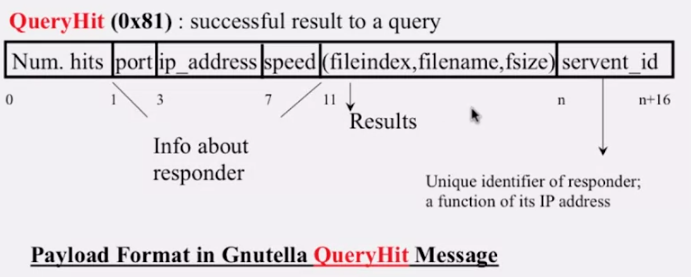 QueryHit (0x81) : successful result to a query
Num. hits port ip_address speed (fileindex,filename,fsize) servent_id
0 1 3 7 11 n n+16
Results
Info about
responder
Unique identifier of responder;
a function of its IP address
Payload Format in Gnutella QueryHit Message